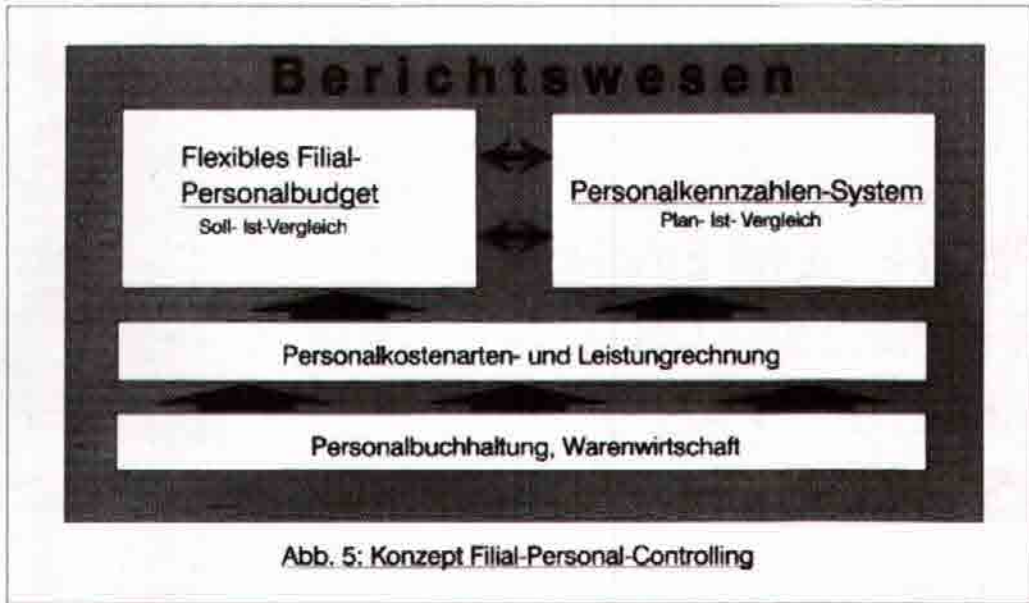 Berichtswesen
Flexibles Filial-
Personalbudget
Soll- Ist-Vergleich
Personalkennzahlen-System
Plan- Ist- Vergleich
Personalkostenarten- und Leistungrechnung
Personalbuchhaltung, Warenwirtschaft
Abb. 5: Konzept Filial-Personal-Controlling